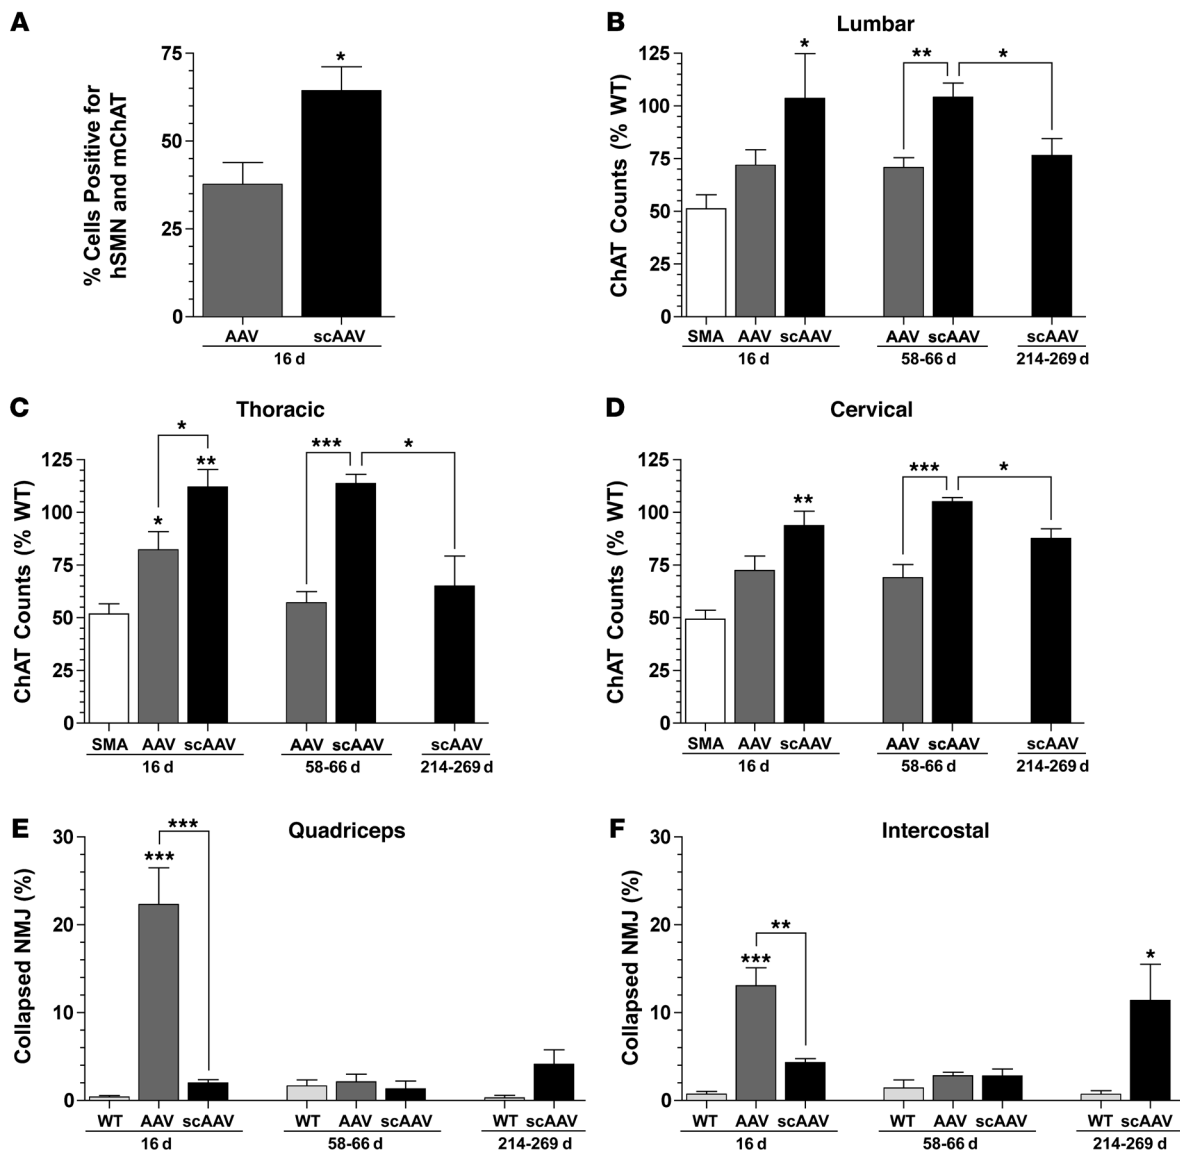 A
% Cells Positive for
hSMN and mChAT
75
50
25
0
*
AAV scAAV
16 d
B
Lumbar
ChAT Counts (% WT)
125
100
75
50
25
0
* ** *
SMA AAV scAAV AAV scAAV scAAV
16 d 58-66 d 214-269 d
C
Thoracic
ChAT Counts (% WT)
125
100
75
50
25
0
* *** *
* **
SMA AAV scAAV AAV scAAV scAAV
16 d 58-66 d 214-269 d
D
Cervical
ChAT Counts (% WT)
125
100
75
50
25
0
** *** *
SMA AAV scAAV AAV scAAV scAAV
16 d 58-66 d 214-269 d
E
Quadriceps
Collapsed NMJ (%)
30
20
10
0
***
***
WT AAV scAAV WT AAV scAAV WT scAAV
16 d 58-66 d 214-269 d
F
Intercostal
Collapsed NMJ (%)
30
20
10
0
**
*** *
WT AAV scAAV WT AAV scAAV WT scAAV
16 d 58-66 d 214-269 d